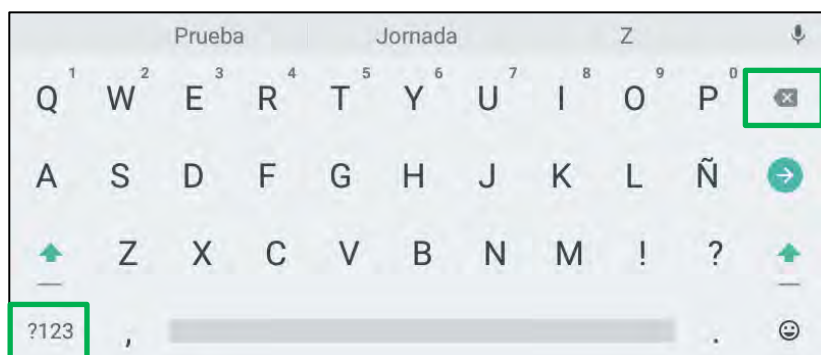 Prueba Jornada Z
1 2 3 4 5 6 7 8 9 0
Q W E R T Y U I O P
A S D F G H J K L Ñ
Z X C V B N M ! ?
?123 , .